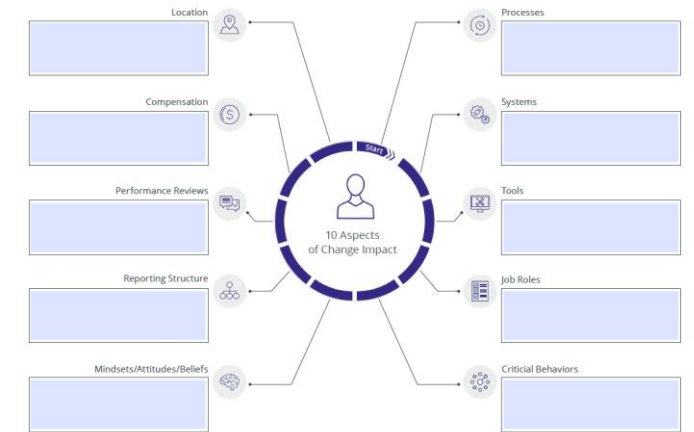 Location
Processes
Compensation
Systems
Start
Performance Reviews
Tools
10 Aspects
of Change Impact
Reporting Structure
Job Roles
Mindsets/Attitudes/Beliefs
Criticial Behaviors